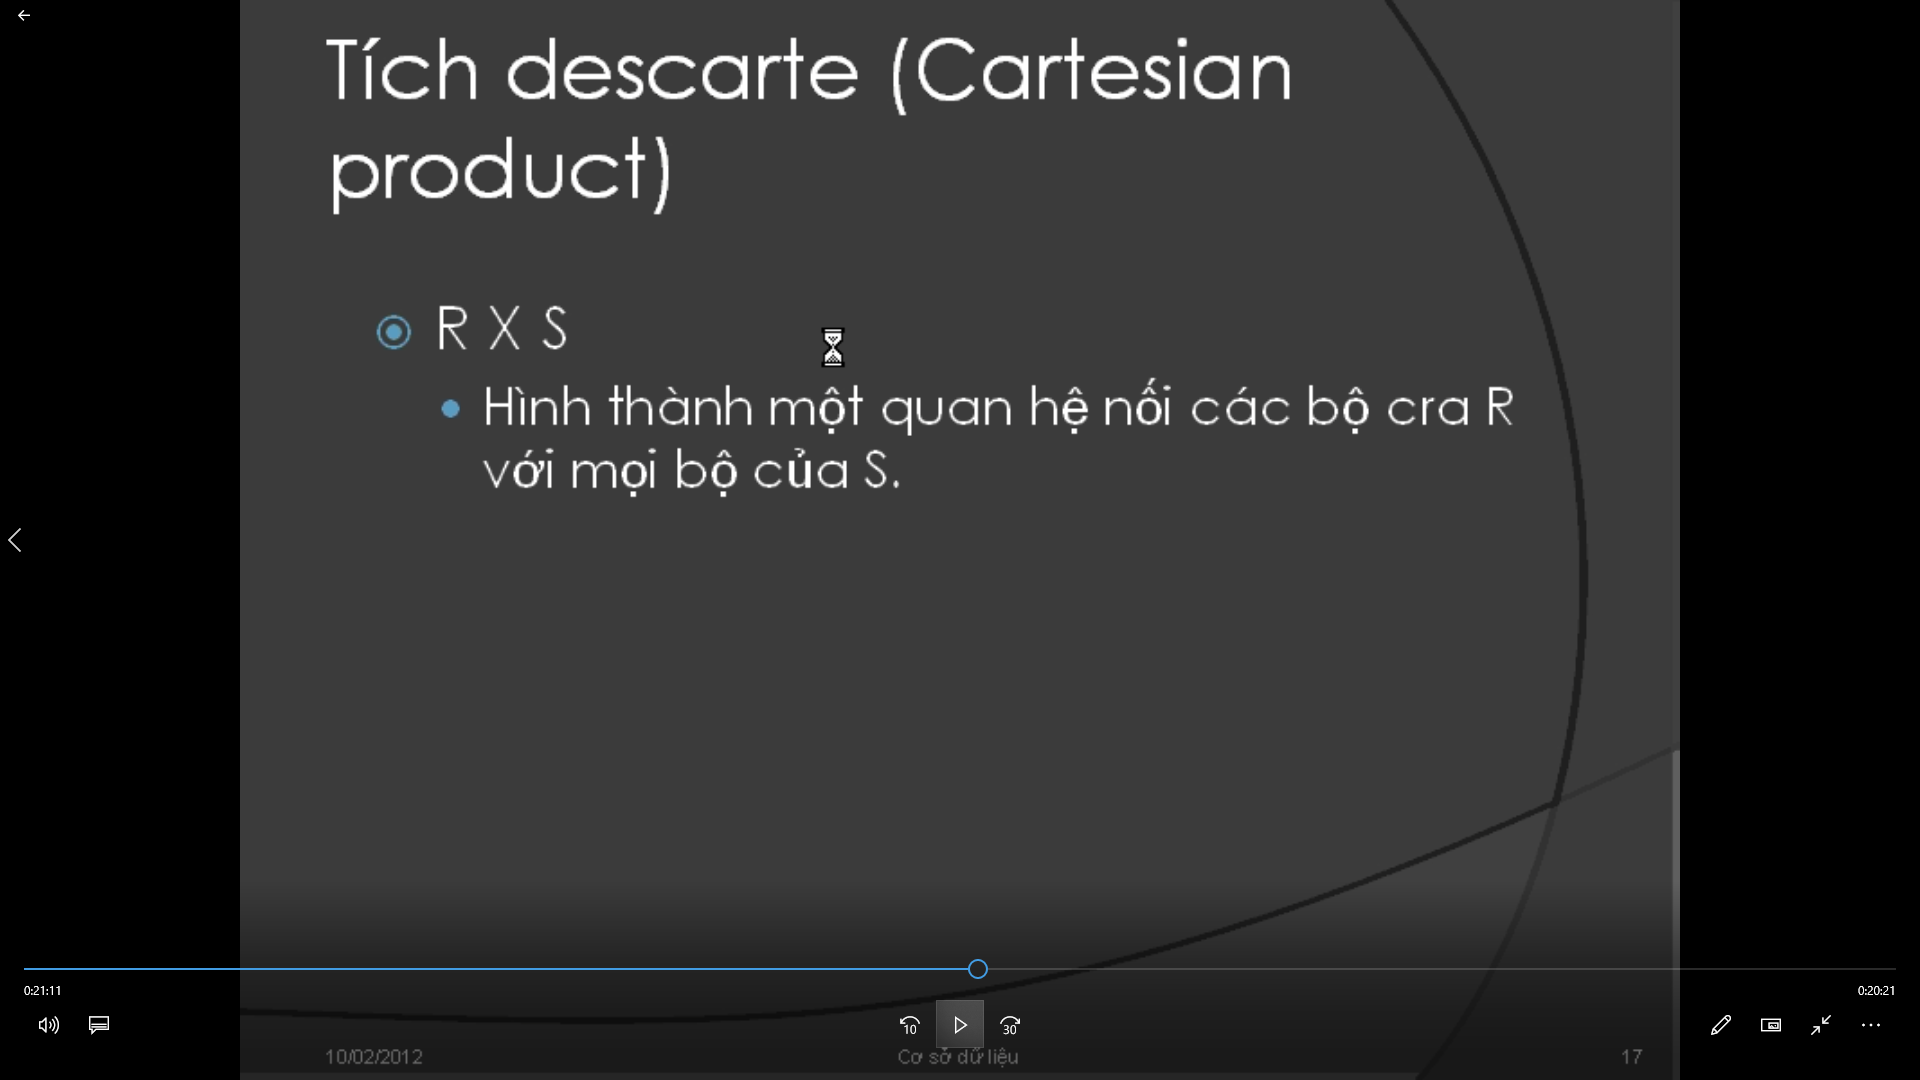 Tích descarte (Cartesian
product)
R X S
Hình thành một quan hệ nối các bộ cra R
với mọi bộ của S.
0:21:11
0:20:21
10
30
10/02/2012
Cơ sở dữ liệu
17